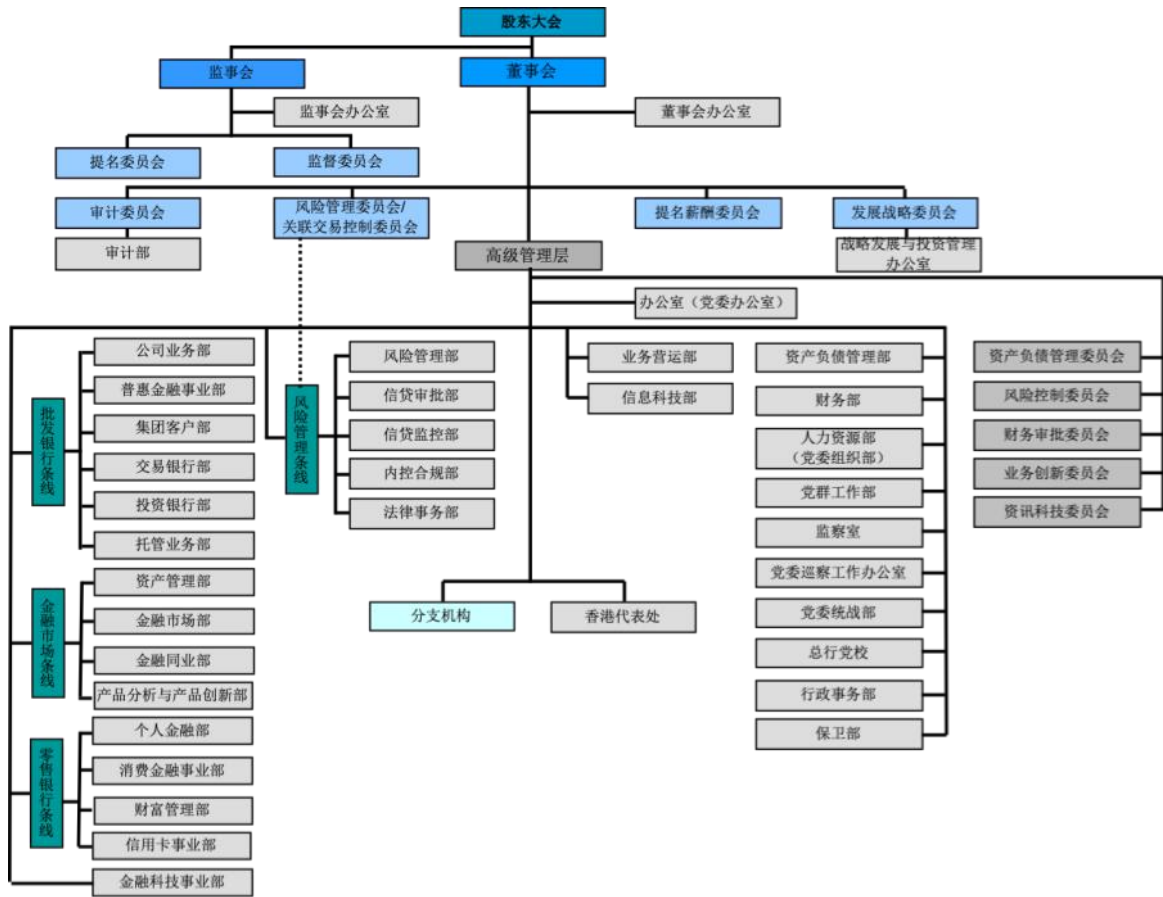 股东大会
监事会
董事会
监事会办公室
董事会办公室
提名委员会
监督委员会
审计委员会
风险管理委员会/
关联交易控制委员会
提名薪酬委员会
发展战略委员会
审计部
高级管理层
战略发展与投资管理
办公室
办公室（党委办公室）
批发银行条线
公司业务部
普惠金融事业部
集团客户部
交易银行部
投资银行部
托管业务部
金融市场条线
资产管理部
金融市场部
金融同业部
产品分析与产品创新部
零售银行条线
个人金融部
消费金融事业部
财富管理部
信用卡事业部
金融科技事业部
风险管理条线
风险管理部
信贷审批部
信贷监控部
内控合规部
法律事务部
业务营运部
信息科技部
分支机构
香港代表处
资产负债管理部
财务部
人力资源部
（党委组织部）
党群工作部
监察室
党委巡察工作办公室
党委统战部
总行党校
行政事务部
保卫部
资产负债管理委员会
风险控制委员会
财务审批委员会
业务创新委员会
资讯科技委员会